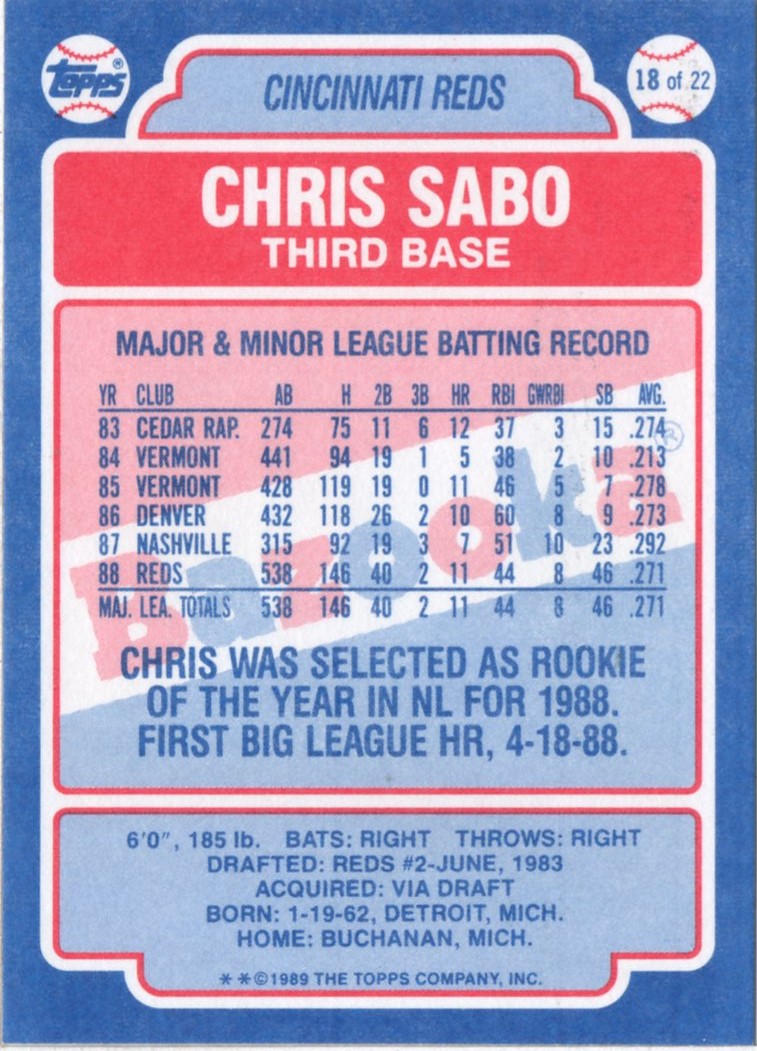 Topps®
18 of 22
CINCINNATI REDS
CHRIS SABO
THIRD BASE
MAJOR & MINOR LEAGUE BATTING RECORD
YR CLUB AB H 2B 3B HR RBI GWRBI SB AVG.
83 CEDAR RAP. 274 75 11 6 12 37 3 15 .274
84 VERMONT 441 94 19 1 5 38 2 10 .213
85 VERMONT 428 119 19 0 11 46 5 7 .278
86 DENVER 432 118 26 2 10 60 8 9 .273
87 NASHVILLE 315 92 19 3 7 51 10 23 .292
88 REDS 538 146 40 2 11 44 8 46 .271
MAJ. LEA. TOTALS 538 146 40 2 11 44 8 46 .271
Bazooka®
CHRIS WAS SELECTED AS ROOKIE
OF THE YEAR IN NL FOR 1988.
FIRST BIG LEAGUE HR, 4-18-88.
6'0", 185 lb. BATS: RIGHT THROWS: RIGHT
DRAFTED: REDS #2-JUNE, 1983
ACQUIRED: VIA DRAFT
BORN: 1-19-62, DETROIT, MICH.
HOME: BUCHANAN, MICH.
* *©1989 THE TOPPS COMPANY, INC.